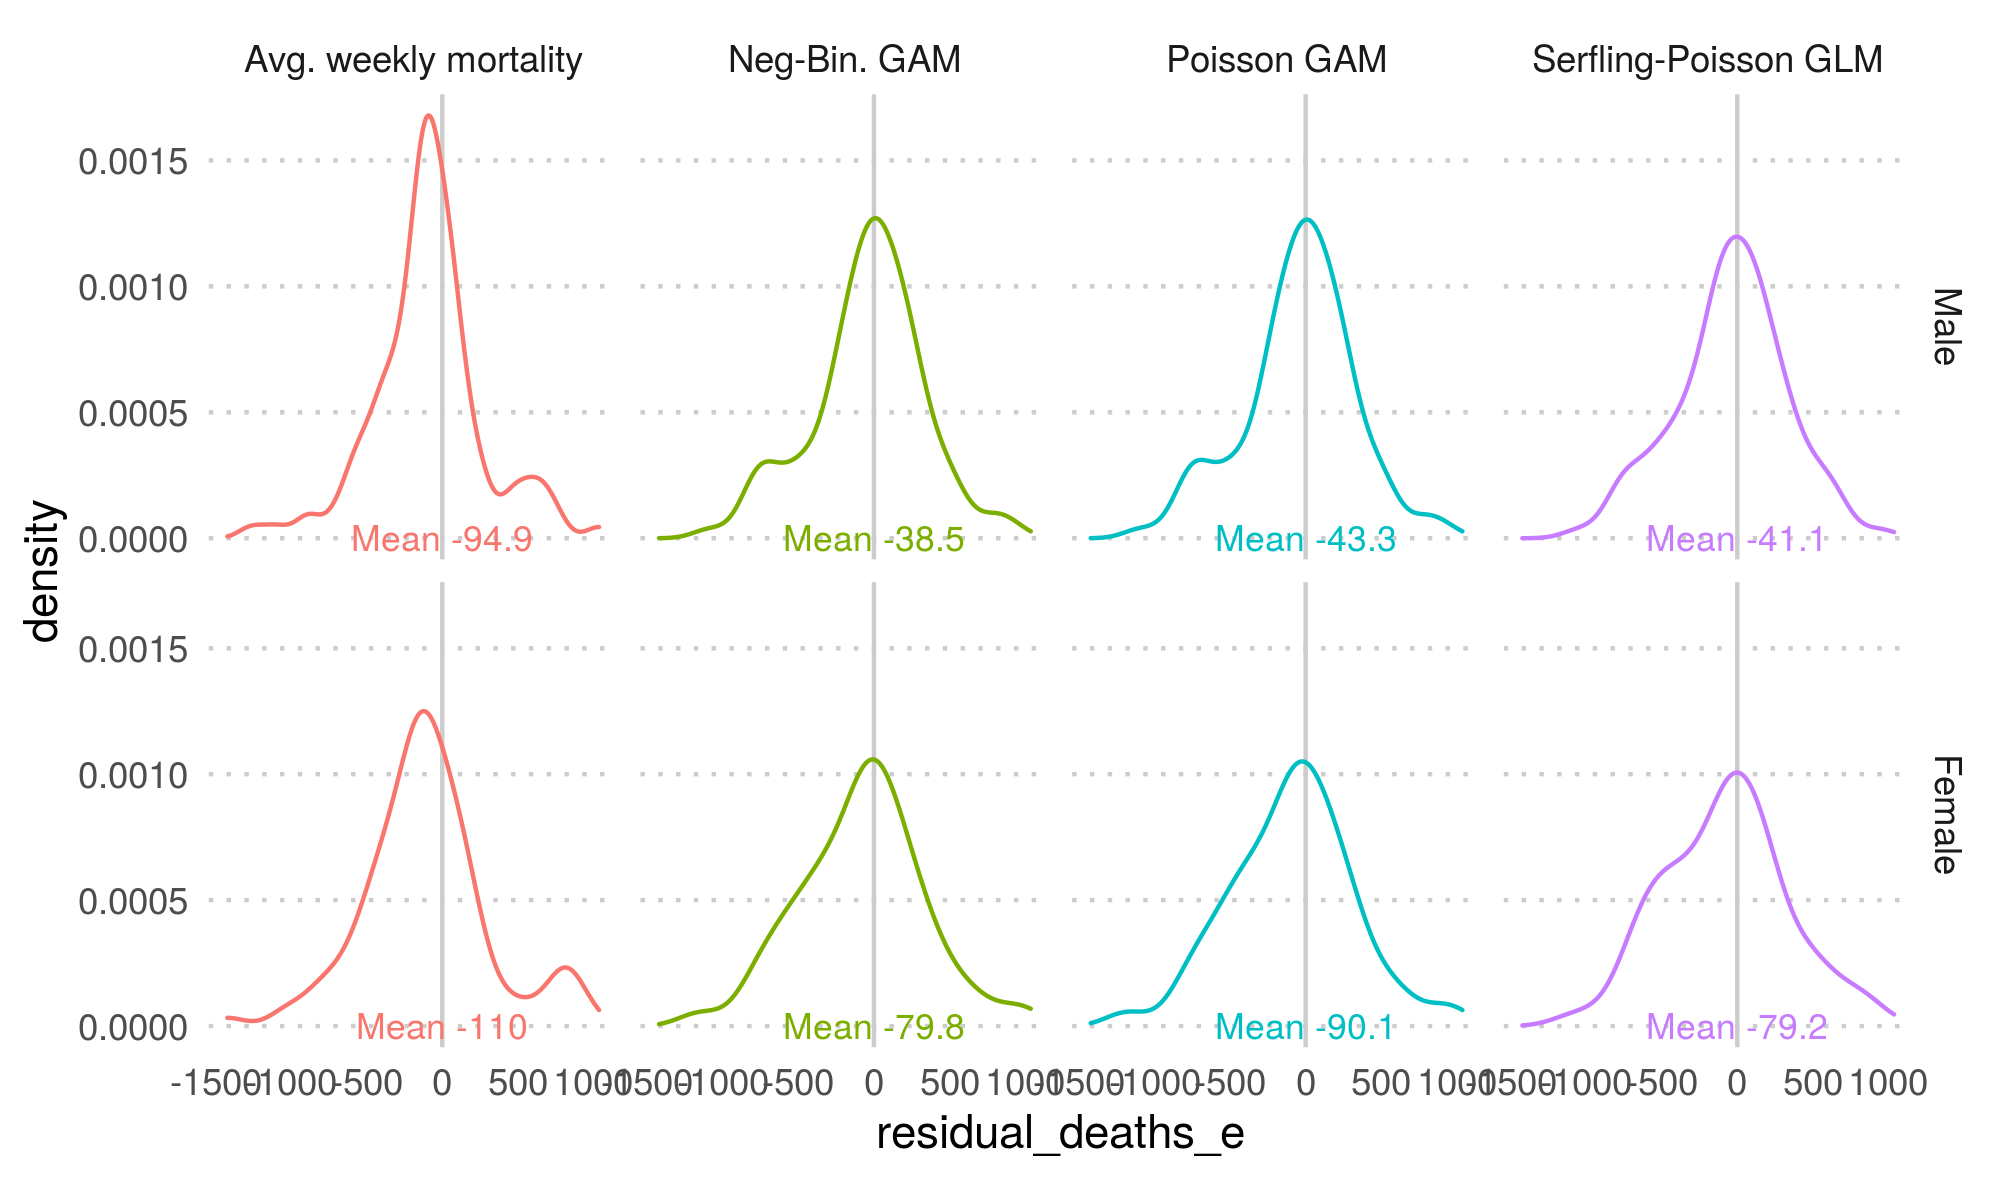 Avg. weekly mortality
Neg-Bin. GAM
Poisson GAM
Serfling-Poisson GLM
0.0015
0.0010
0.0005
0.0000
Mean -94.9
Mean -38.5
Mean -43.3
Mean -41.1
Male
density
0.0015
0.0010
0.0005
0.0000
Mean -110
Mean -79.8
Mean -90.1
Mean -79.2
Female
-1500 -1000 -500 0 500 1000
-1500 -1000 -500 0 500 1000
-1500 -1000 -500 0 500 1000
-1500 -1000 -500 0 500 1000
residual_deaths_e